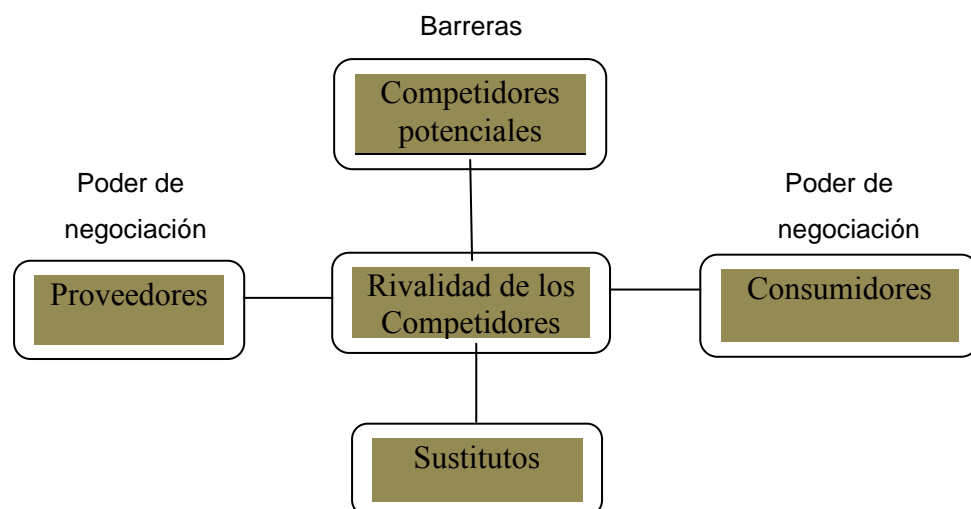 Barreras
Competidores
potenciales
Poder de
negociación
Poder de
negociación
Proveedores
Rivalidad de los
Competidores
Consumidores
Sustitutos